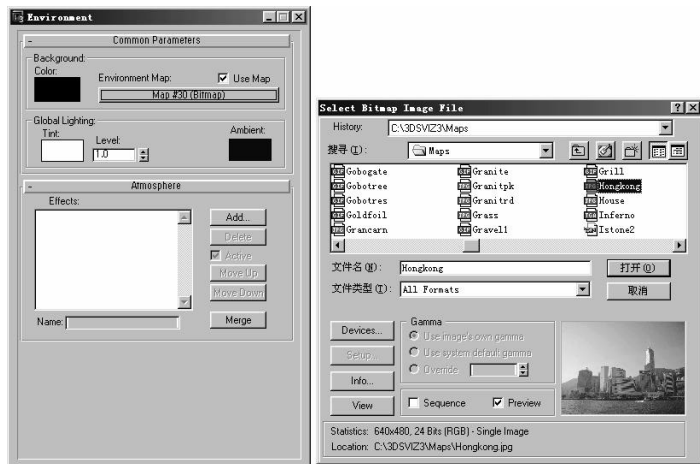 Environment
Common Parameters
Background:
Color:
Environment Map:
Use Map
Map #30 (Bitmap)
Global Lighting:
Tint:
Level:
1.0
Ambient:
Atmosphere
Effects:
Add...
Delete
Active
Move Up
Move Down
Name:
Merge
Select Bitmap Image File
History:
C:\3DSVIZ3\Maps
搜寻(I):
Maps
Gobogate
Granite
Grill
Gobotree
Granitpk
Hongkong
Gobotres
Granitrd
House
Goldfoil
Grass
Inferno
Grancarn
Gravel1
Istone2
文件名(N):
Hongkong
打开(O)
文件类型(T):
All Formats
取消
Devices...
Setup...
Info...
View
Gamma
Use image's own gamma
Use system default gamma
Override
Sequence
Preview
Statistics: 640x480, 24 Bits (RGB) - Single Image
Location: C:\3DSVIZ3\Maps\Hongkong.jpg